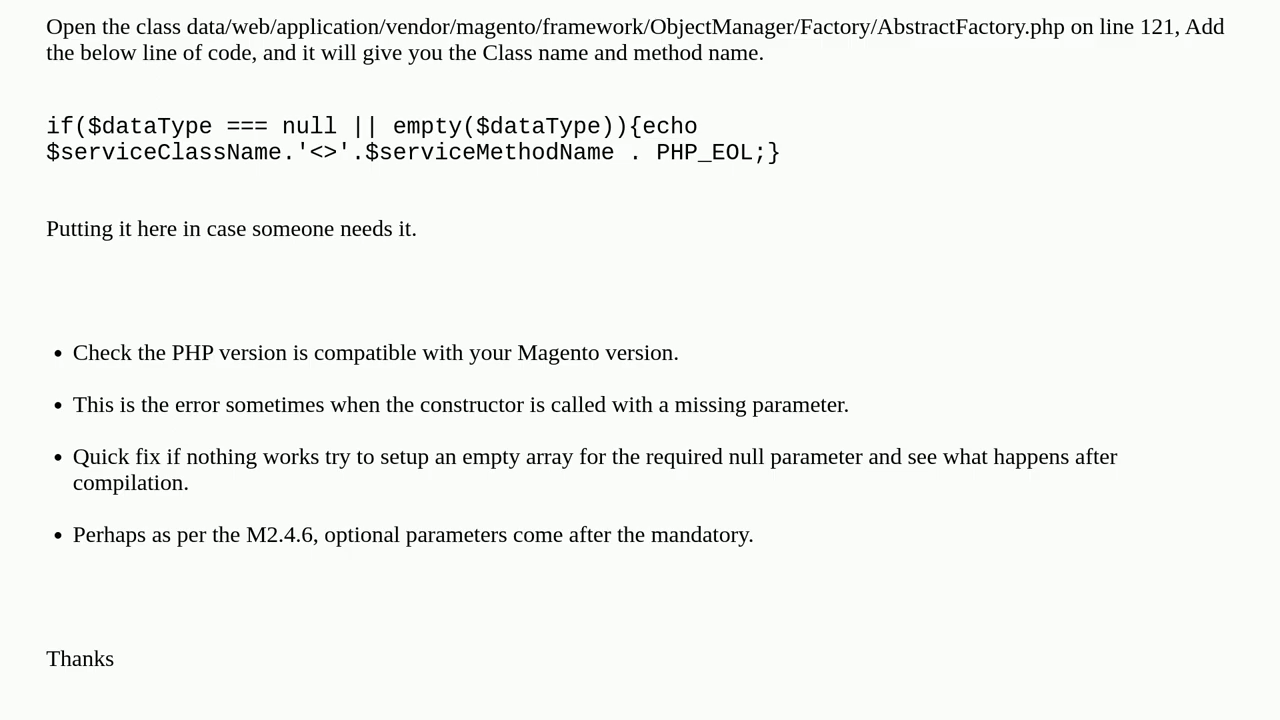 Open the class data/web/application/vendor/magento/framework/ObjectManager/Factory/AbstractFactory.php on line 121, Add
the below line of code, and it will give you the Class name and method name.
if($dataType === null || empty($dataType)){echo
$serviceClassName.'<>'.$serviceMethodName . PHP_EOL;}
Putting it here in case someone needs it.
• Check the PHP version is compatible with your Magento version.
• This is the error sometimes when the constructor is called with a missing parameter.
• Quick fix if nothing works try to setup an empty array for the required null parameter and see what happens after
compilation.
• Perhaps as per the M2.4.6, optional parameters come after the mandatory.
Thanks